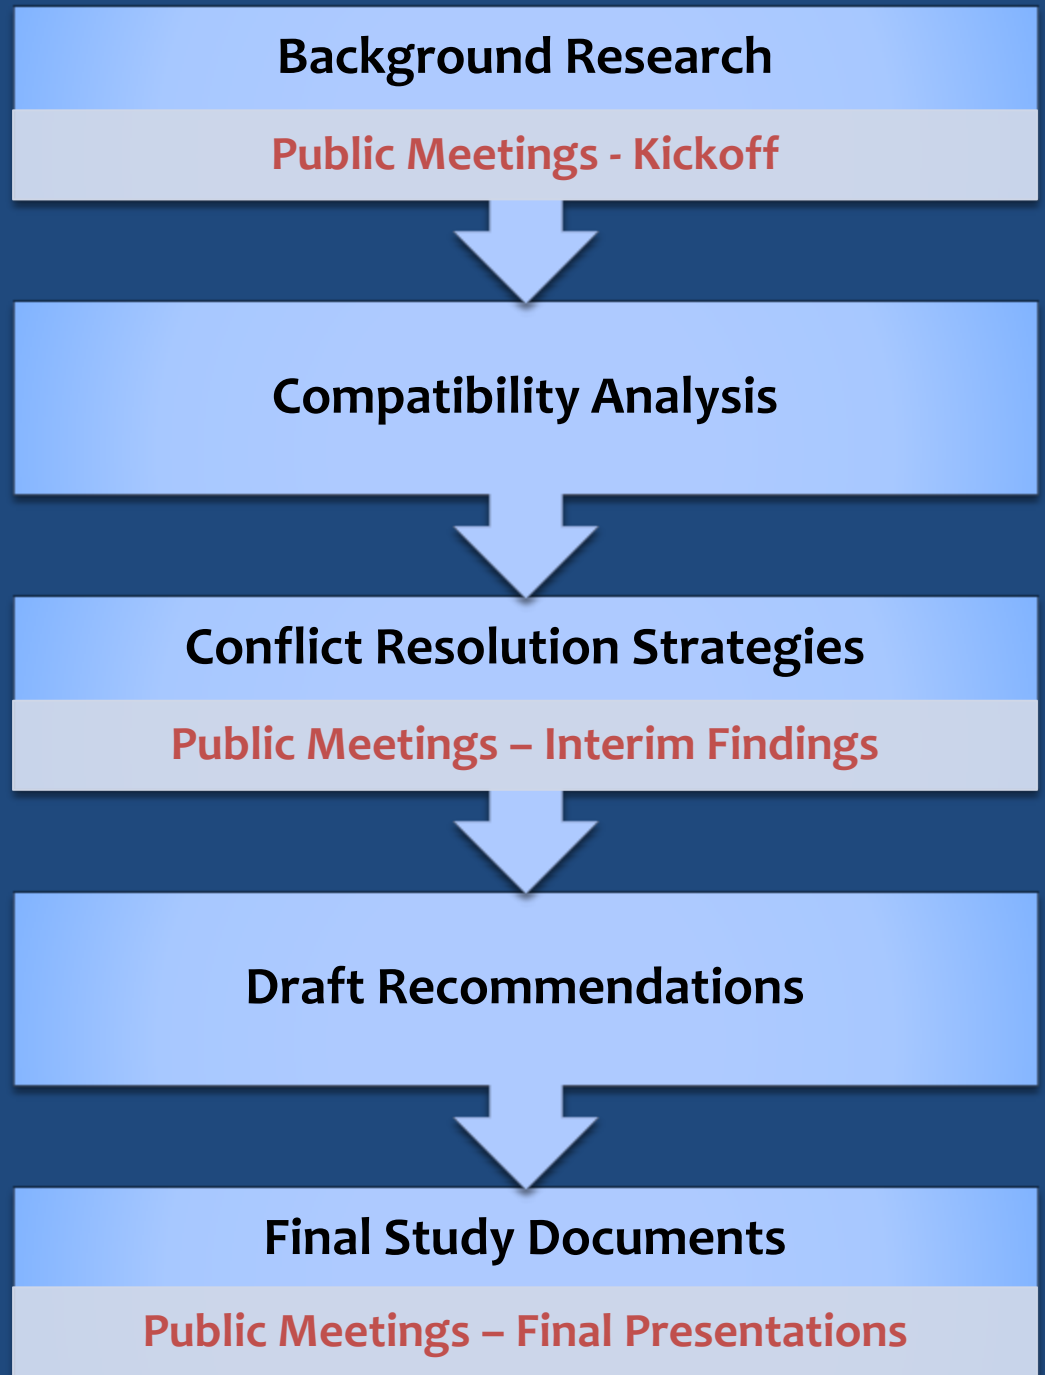 Background Research
Public Meetings - Kickoff
Compatibility Analysis
Conflict Resolution Strategies
Public Meetings – Interim Findings
Draft Recommendations
Final Study Documents
Public Meetings – Final Presentations